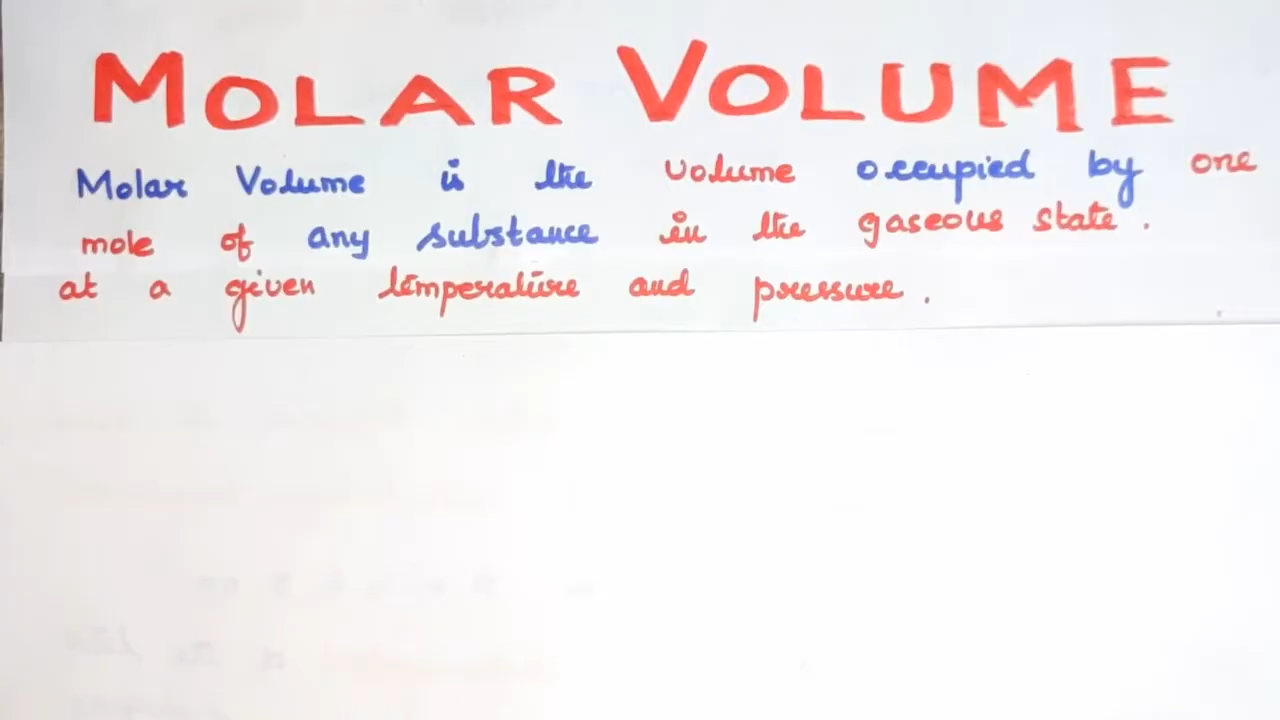 MOLAR VOLUME
Molar Volume is the volume occupied by one
mole of any substance in the gaseous state.
at a given temperature and pressure.